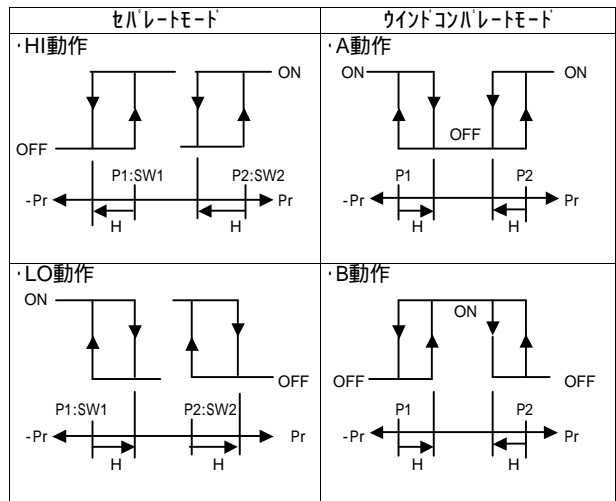 ｾﾊﾟﾚｰﾄﾓｰﾄﾞ
ｳｲﾝﾄﾞｺﾝﾊﾟﾚｰﾄﾓｰﾄﾞ
·HI動作
ON
OFF
P1:SW1 P2:SW2
-Pr Pr
H H
·A動作
ON ON
OFF
P1 P2
-Pr Pr
H H
·LO動作
ON
OFF
P1:SW1 P2:SW2
-Pr Pr
H H
·B動作
ON
OFF OFF
P1 P2
-Pr Pr
H H